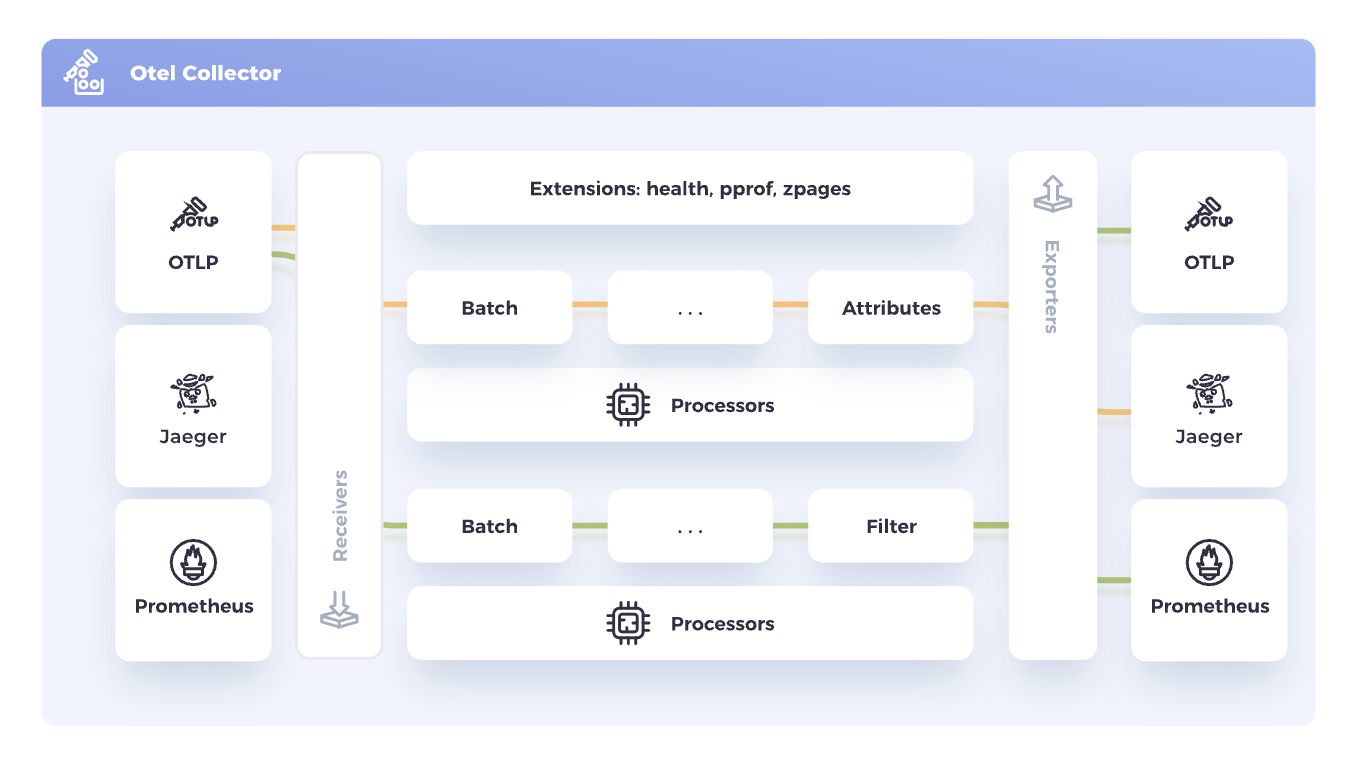 Otel Collector
OTLP
OTLP
Jaeger
Prometheus
Receivers
Extensions: health, pprof, zpages
Batch
. . .
Attributes
Processors
Batch
. . .
Filter
Processors
Exporters
OTLP
OTLP
Jaeger
Prometheus